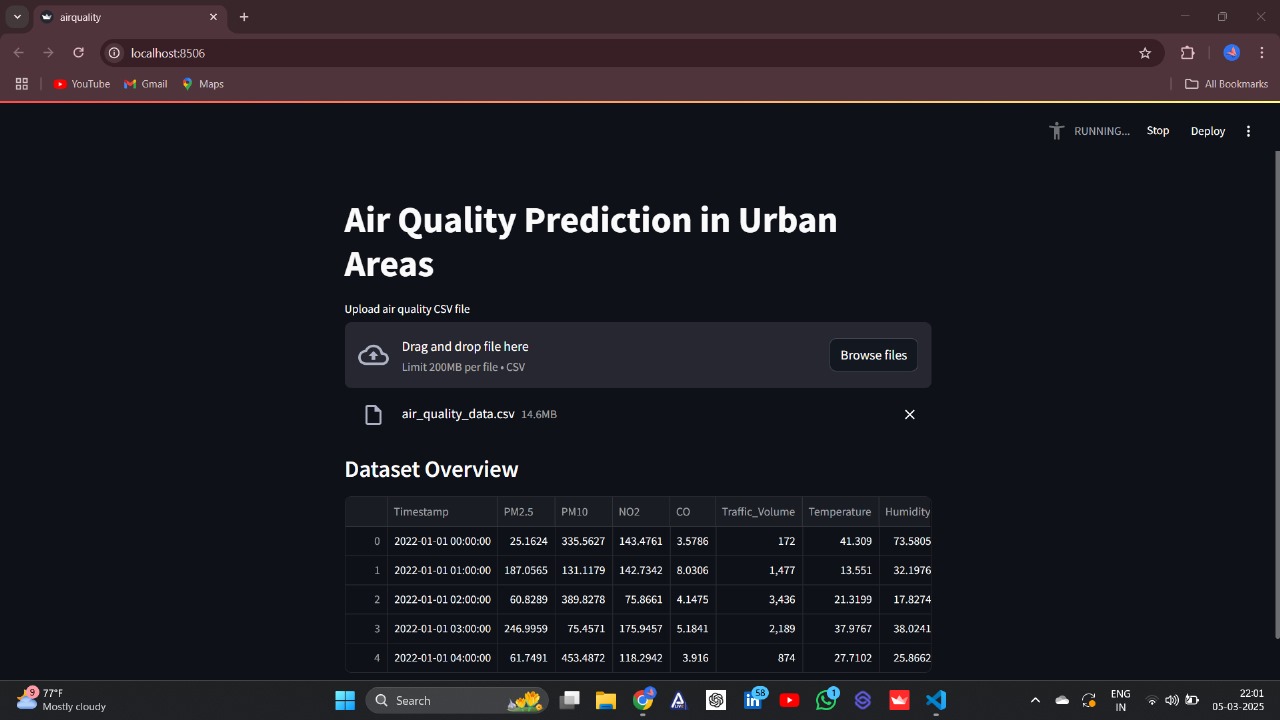 airquality
localhost:8506
YouTube Gmail Maps All Bookmarks
RUNNING... Stop Deploy
Air Quality Prediction in Urban
Areas
Upload air quality CSV file
Drag and drop file here
Limit 200MB per file • CSV
Browse files
air_quality_data.csv 14.6MB
Dataset Overview
Timestamp PM2.5 PM10 NO2 CO Traffic_Volume Temperature Humidity
0 2022-01-01 00:00:00 25.1624 335.5627 143.4761 3.5786 172 41.309 73.5805
1 2022-01-01 01:00:00 187.0565 131.1179 142.7342 8.0306 1,477 13.551 32.1976
2 2022-01-01 02:00:00 60.8289 389.8278 75.8661 4.1475 3,436 21.3199 17.8274
3 2022-01-01 03:00:00 246.9959 75.4571 175.9457 5.1841 2,189 37.9767 38.0241
4 2022-01-01 04:00:00 61.7491 453.4872 118.2942 3.916 874 27.7102 25.8662
9 77°F
Mostly cloudy
Search
58
1
ENG
IN
22:01
05-03-2025